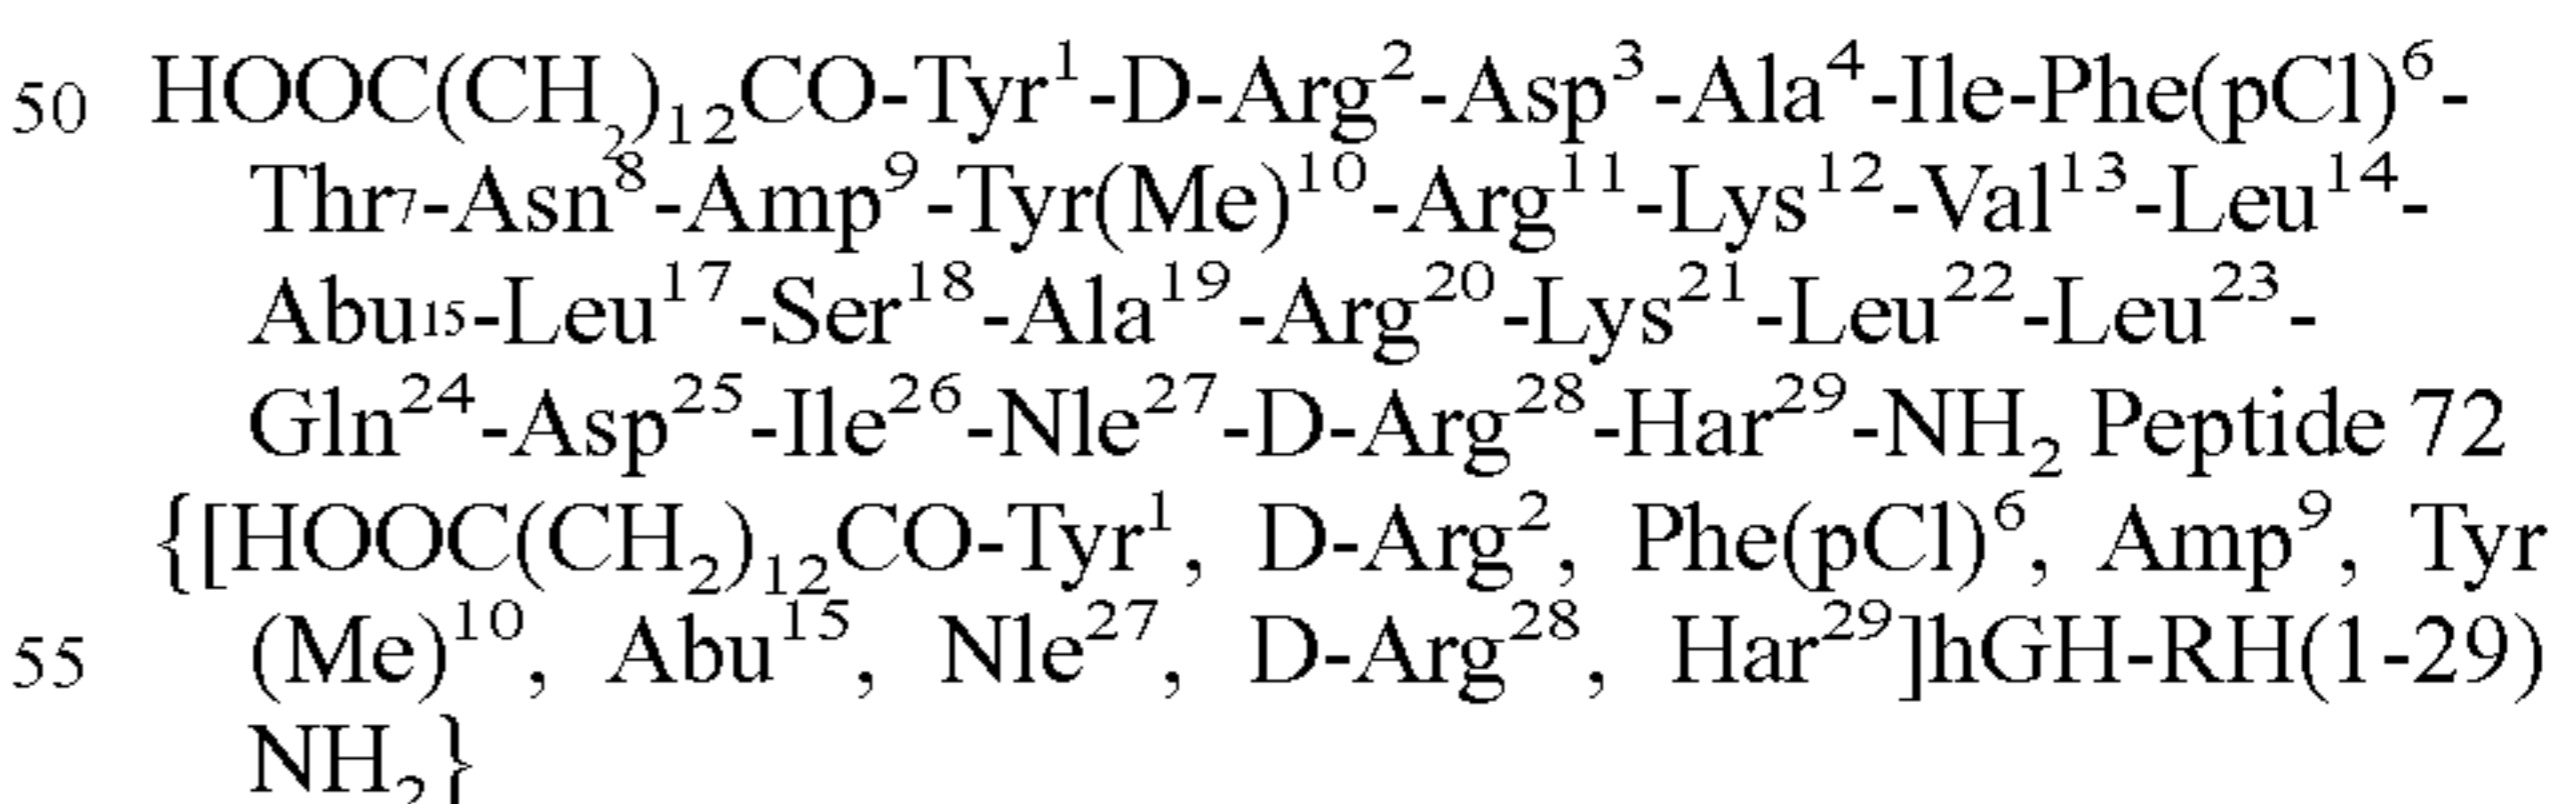 50 HOOC(CH₂)₁₂CO-Tyr¹-D-Arg²-Asp³-Ala⁴-Ile-Phe(pCl)⁶-
Thr₇-Asn⁸-Amp⁹-Tyr(Me)¹⁰-Arg¹¹-Lys¹²-Val¹³-Leu¹⁴-
Abu₁₅-Leu¹⁷-Ser¹⁸-Ala¹⁹-Arg²⁰-Lys²¹-Leu²²-Leu²³-
Gln²⁴-Asp²⁵-Ile²⁶-Nle²⁷-D-Arg²⁸-Har²⁹-NH₂ Peptide 72
{[HOOC(CH₂)₁₂CO-Tyr¹, D-Arg², Phe(pCl)⁶, Amp⁹, Tyr
55 (Me)¹⁰, Abu¹⁵, Nle²⁷, D-Arg²⁸, Har²⁹]hGH-RH(1-29)
NH₂}